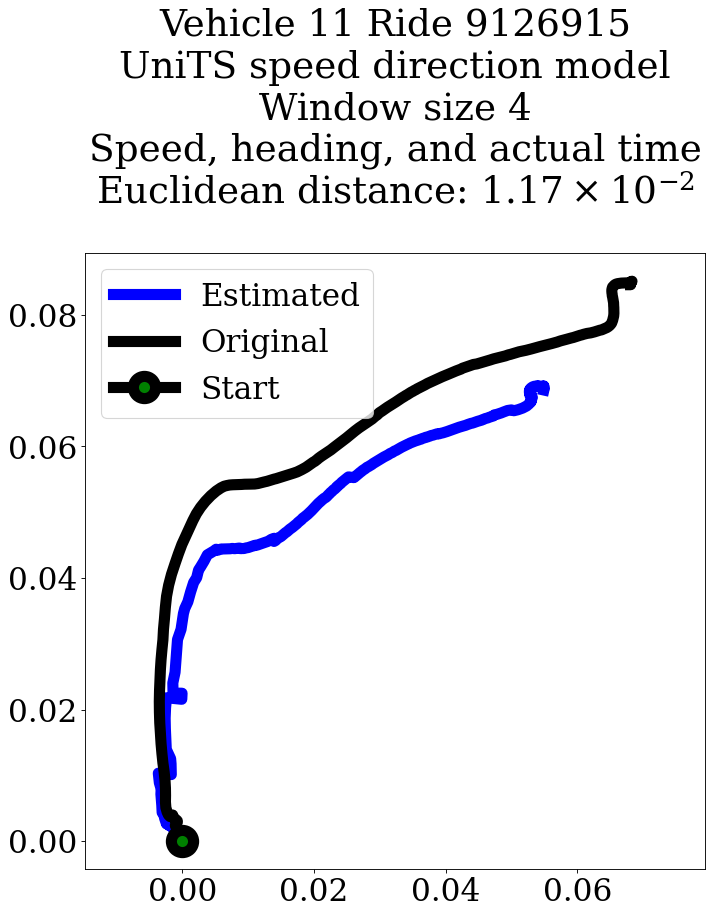 Vehicle 11 Ride 9126915
UniTS speed direction model
Window size 4
Speed, heading, and actual time
Euclidean distance: 1.17 × 10⁻²
Estimated
Original
Start
0.08
0.06
0.04
0.02
0.00
0.00 0.02 0.04 0.06